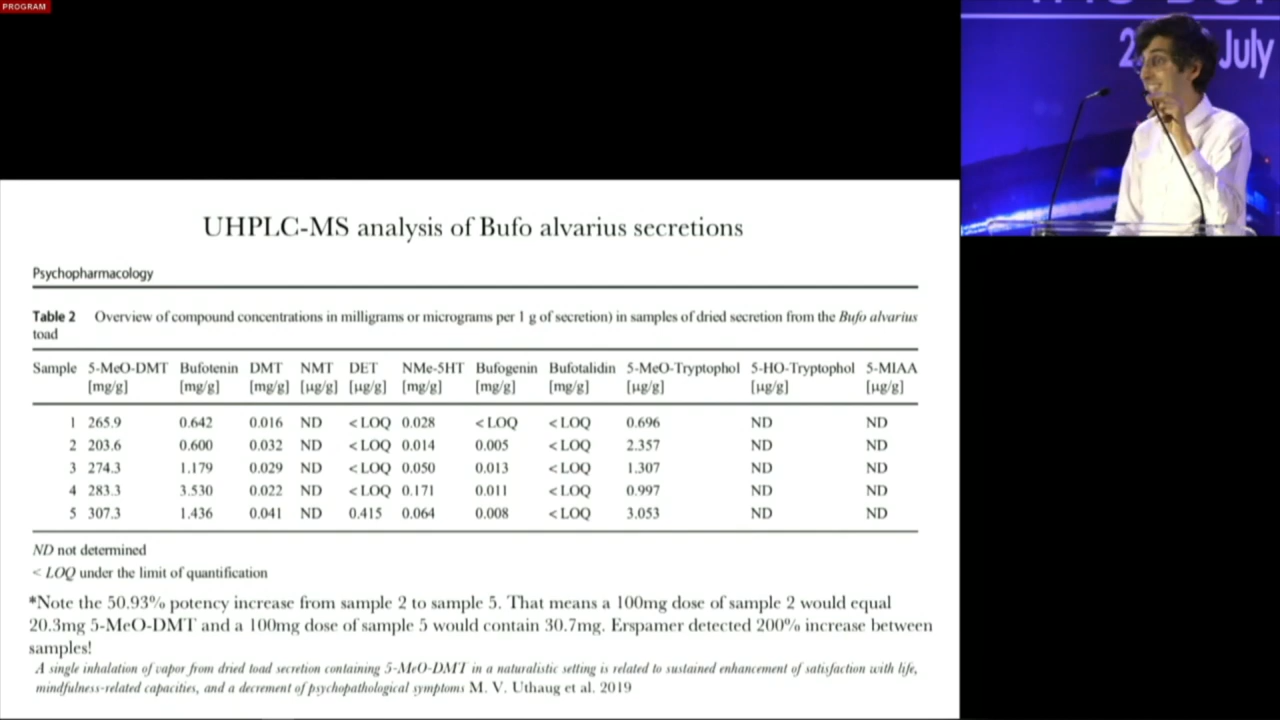 PROGRAM
July
UHPLC-MS analysis of Bufo alvarius secretions
Psychopharmacology
Table 2 Overview of compound concentrations in milligrams or micrograms per 1 g of secretion) in samples of dried secretion from the Bufo alvarius
toad
Sample 5-MeO-DMT Bufotenin DMT NMT DET NMe-5HT Bufogenin Bufotalidin 5-MeO-Tryptophol 5-HO-Tryptophol 5-MIAA
[mg/g] [mg/g] [mg/g] [µg/g] [µg/g] [mg/g] [mg/g] [mg/g] [µg/g] [µg/g] [µg/g]
1 265.9 0.642 0.016 ND < LOQ 0.028 < LOQ < LOQ 0.696 ND ND
2 203.6 0.600 0.032 ND < LOQ 0.014 0.005 < LOQ 2.357 ND ND
3 274.3 1.179 0.029 ND < LOQ 0.050 0.013 < LOQ 1.307 ND ND
4 283.3 3.530 0.022 ND < LOQ 0.171 0.011 < LOQ 0.997 ND ND
5 307.3 1.436 0.041 ND 0.415 0.064 0.008 < LOQ 3.053 ND ND
ND not determined
< LOQ under the limit of quantification
*Note the 50.93% potency increase from sample 2 to sample 5. That means a 100mg dose of sample 2 would equal
20.3mg 5-MeO-DMT and a 100mg dose of sample 5 would contain 30.7mg. Erspamer detected 200% increase between
samples!
A single inhalation of vapor from dried toad secretion containing 5-MeO-DMT in a naturalistic setting is related to sustained enhancement of satisfaction with life,
mindfulness-related capacities, and a decrement of psychopathological symptoms M. V. Uthaug et al. 2019